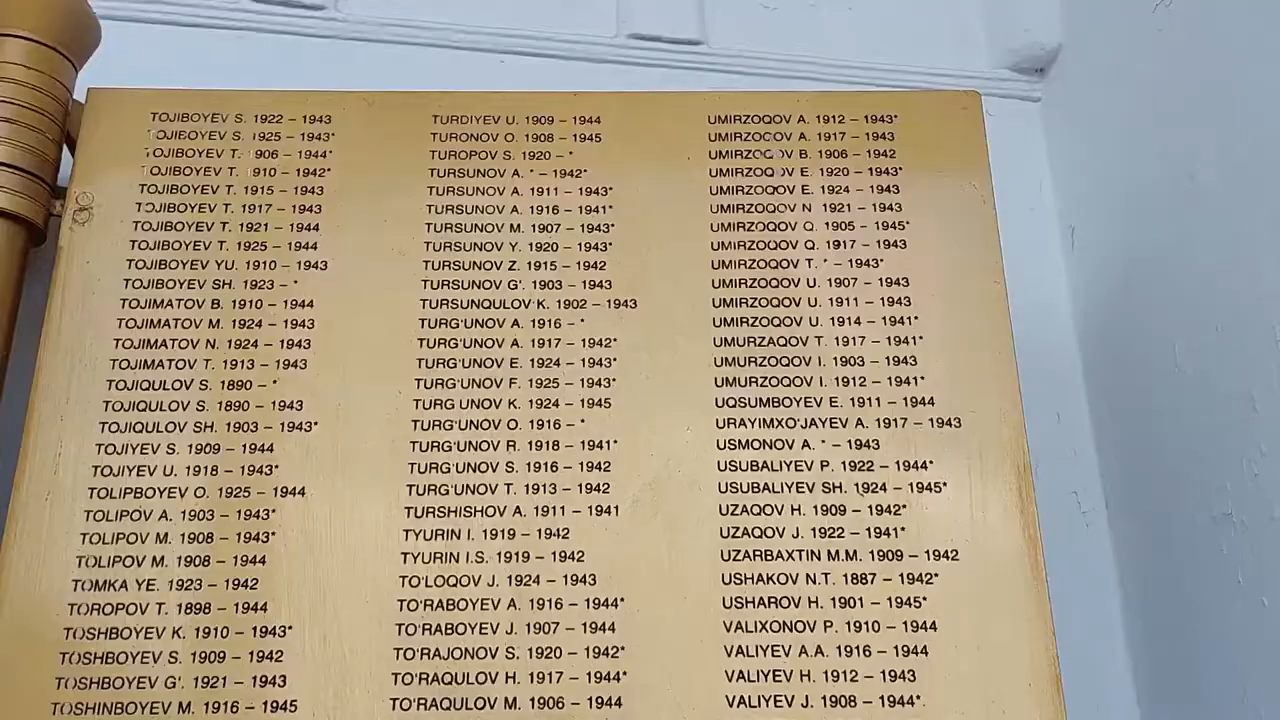 TOJIBOYEV S. 1922 – 1943
TOJIBOYEV S. 1925 – 1943*
TOJIBOYEV T. 1906 – 1944*
TOJIBOYEV T. 1910 – 1942*
TOJIBOYEV T. 1915 – 1943
TOJIBOYEV T. 1917 – 1943
TOJIBOYEV T. 1921 – 1944
TOJIBOYEV T. 1925 – 1944
TOJIBOYEV YU. 1910 – 1943
TOJIBOYEV SH. 1923 – *
TOJIMATOV B. 1910 – 1944
TOJIMATOV M. 1924 – 1943
TOJIMATOV N. 1924 – 1943
TOJIMATOV T. 1913 – 1943
TOJIQULOV S. 1890 – *
TOJIQULOV S. 1890 – 1943
TOJIQULOV SH. 1903 – 1943*
TOJIYEV S. 1909 – 1944
TOJIYEV U. 1918 – 1943*
TOLIPBOYEV O. 1925 – 1944
TOLIPOV A. 1903 – 1943*
TOLIPOV M. 1908 – 1943*
TOLIPOV M. 1908 – 1944
TOMKA YE. 1923 – 1942
TOROPOV T. 1898 – 1944
TOSHBOYEV K. 1910 – 1943*
TOSHBOYEV S. 1909 – 1942
TOSHBOYEV G'. 1921 – 1943
TOSHINBOYEV M. 1916 – 1945
TURDIYEV U. 1909 – 1944
TURONOV O. 1908 – 1945
TUROPOV S. 1920 – *
TURSUNOV A. * – 1942*
TURSUNOV A. 1911 – 1943*
TURSUNOV A. 1916 – 1941*
TURSUNOV M. 1907 – 1943*
TURSUNOV Y. 1920 – 1943*
TURSUNOV Z. 1915 – 1942
TURSUNOV G'. 1903 – 1943
TURSUNQULOV K. 1902 – 1943
TURG'UNOV A. 1916 – *
TURG'UNOV A. 1917 – 1942*
TURG'UNOV E. 1924 – 1943*
TURG'UNOV F. 1925 – 1943*
TURG UNOV K. 1924 – 1945
TURG'UNOV O. 1916 – *
TURG'UNOV R. 1918 – 1941*
TURG'UNOV S. 1916 – 1942
TURG'UNOV T. 1913 – 1942
TURSHISHOV A. 1911 – 1941
TYURIN I. 1919 – 1942
TYURIN I.S. 1919 – 1942
TO'LOQOV J. 1924 – 1943
TO'RABOYEV A. 1916 – 1944*
TO'RABOYEV J. 1907 – 1944
TO'RAJONOV S. 1920 – 1942*
TO'RAQULOV H. 1917 – 1944*
TO'RAQULOV M. 1906 – 1944
UMIRZOQOV A. 1912 – 1943*
UMIRZOQOV A. 1917 – 1943
UMIRZOQOV B. 1906 – 1942
UMIRZOQOV E. 1920 – 1943*
UMIRZOQOV E. 1924 – 1943
UMIRZOQOV N 1921 – 1943
UMIRZOQOV Q. 1905 – 1945*
UMIRZOQOV Q. 1917 – 1943
UMIRZOQOV T. * – 1943*
UMIRZOQOV U. 1907 – 1943
UMIRZOQOV U. 1911 – 1943
UMIRZOQOV U. 1914 – 1941*
UMURZAQOV T. 1917 – 1941*
UMURZOQOV I. 1903 – 1943
UMURZOQOV I. 1912 – 1941*
UQSUMBOYEV E. 1911 – 1944
URAYIMXO'JAYEV A. 1917 – 1943
USMONOV A. * – 1943
USUBALIYEV P. 1922 – 1944*
USUBALIYEV SH. 1924 – 1945*
UZAQOV H. 1909 – 1942*
UZAQOV J. 1922 – 1941*
UZARBAXTIN M.M. 1909 – 1942
USHAKOV N.T. 1887 – 1942*
USHAROV H. 1901 – 1945*
VALIXONOV P. 1910 – 1944
VALIYEV A.A. 1916 – 1944
VALIYEV H. 1912 – 1943
VALIYEV J. 1908 – 1944*